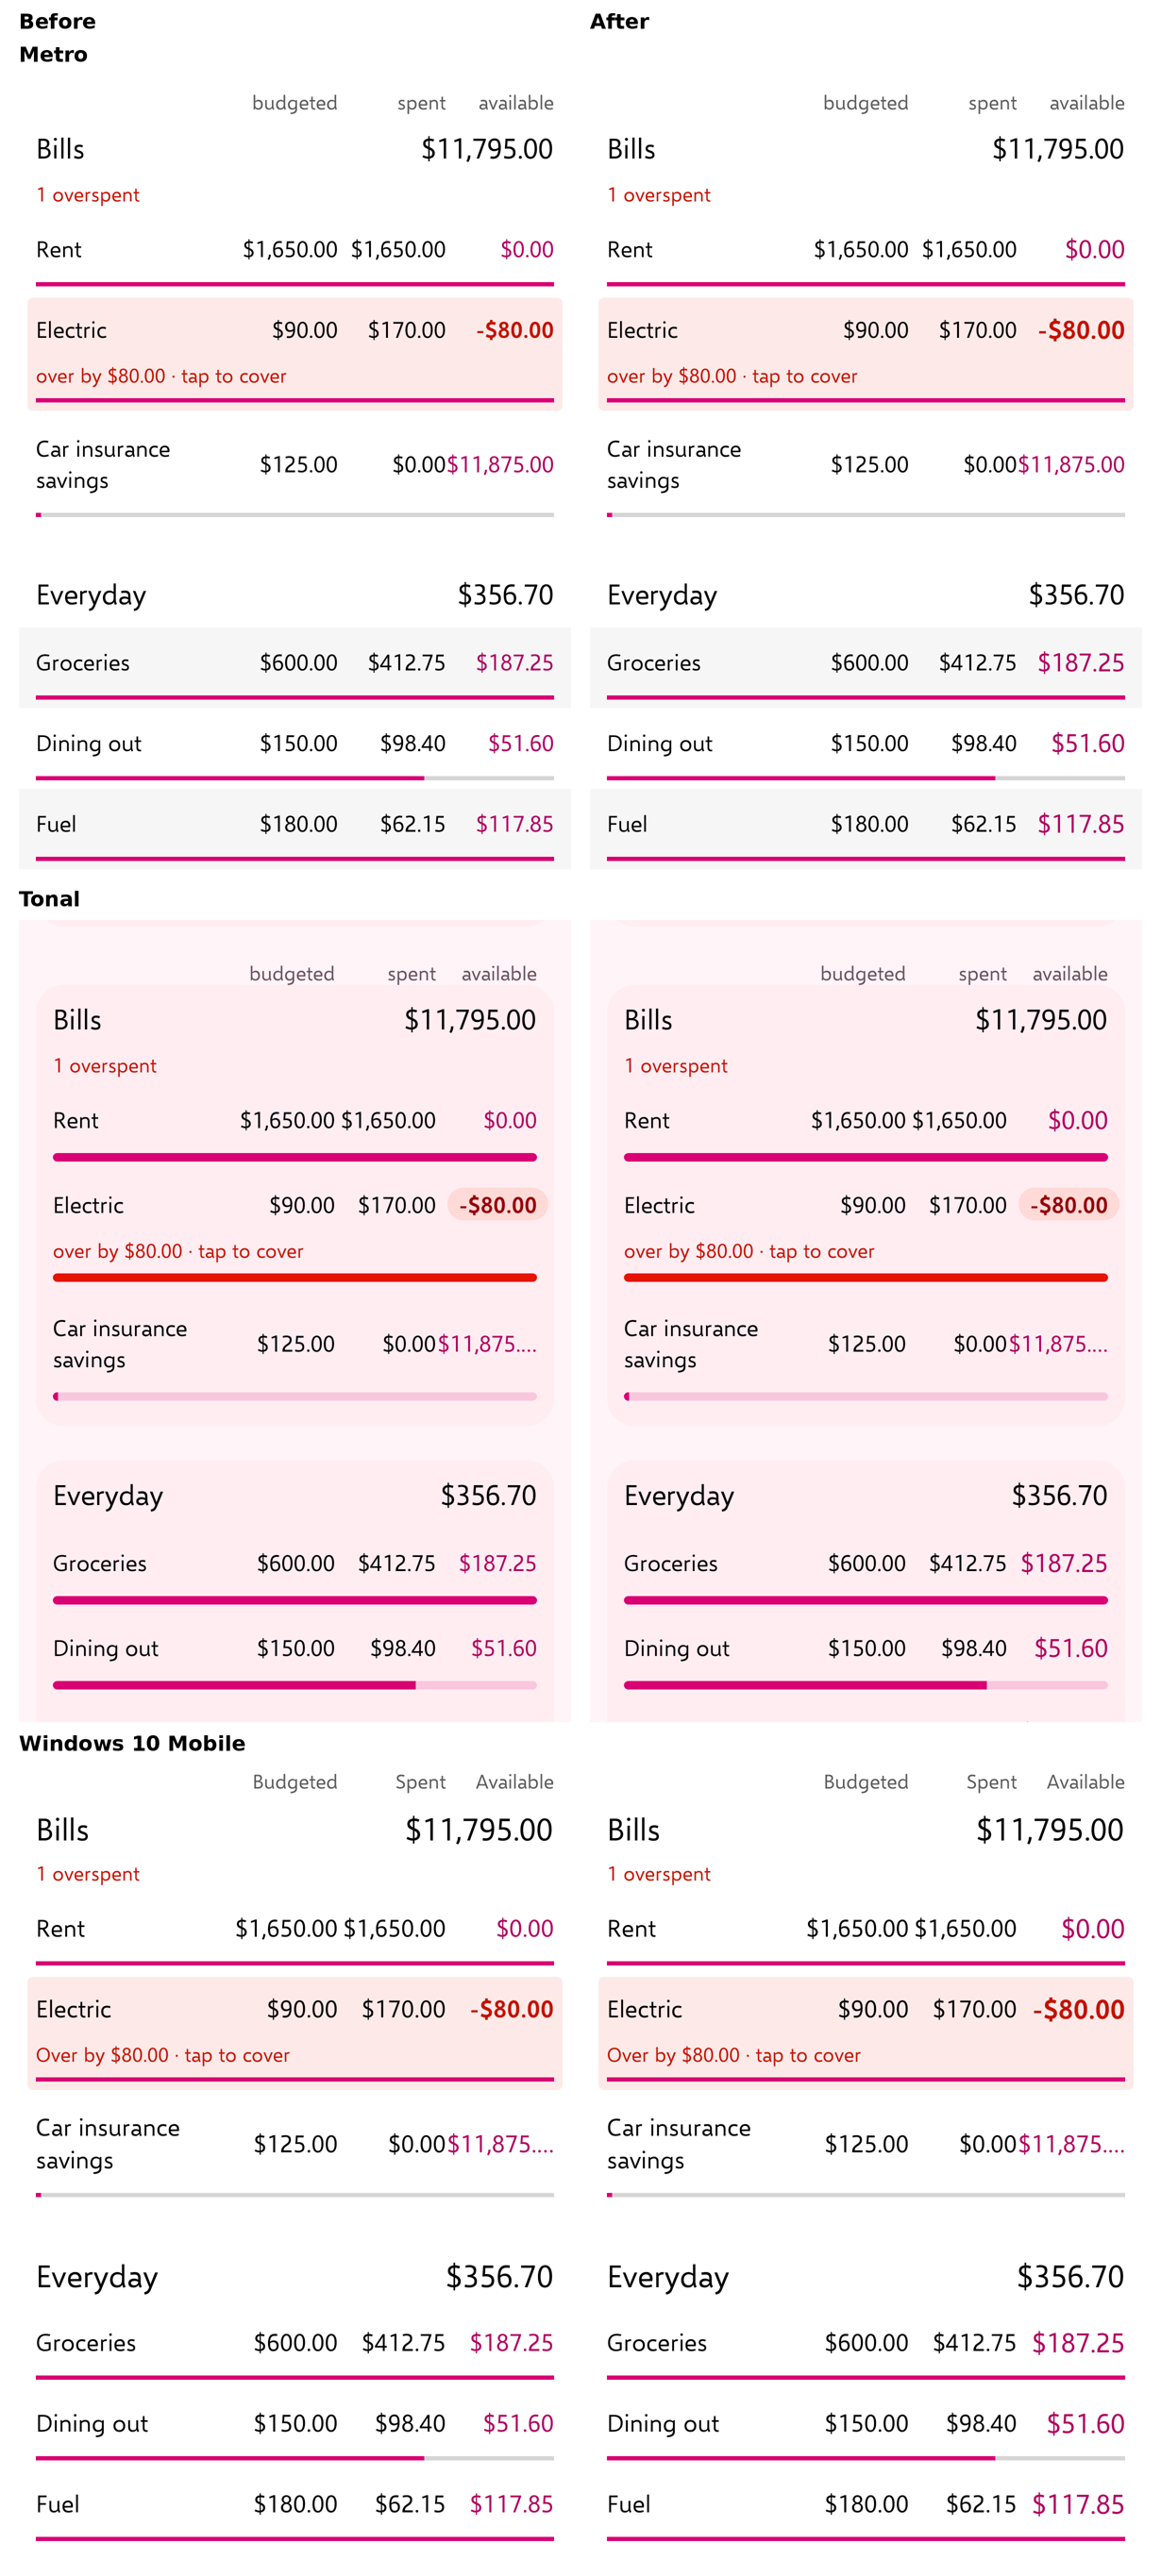 Before After
Metro
budgeted spent available budgeted spent available
Bills $11,795.00 Bills $11,795.00
1 overspent 1 overspent
Rent $1,650.00 $1,650.00 $0.00 Rent $1,650.00 $1,650.00 $0.00
Electric $90.00 $170.00 -$80.00 Electric $90.00 $170.00 -$80.00
over by $80.00 · tap to cover over by $80.00 · tap to cover
Car insurance savings $125.00 $0.00 $11,875.00 Car insurance savings $125.00 $0.00 $11,875.00
Everyday $356.70 Everyday $356.70
Groceries $600.00 $412.75 $187.25 Groceries $600.00 $412.75 $187.25
Dining out $150.00 $98.40 $51.60 Dining out $150.00 $98.40 $51.60
Fuel $180.00 $62.15 $117.85 Fuel $180.00 $62.15 $117.85
Tonal
budgeted spent available budgeted spent available
Bills $11,795.00 Bills $11,795.00
1 overspent 1 overspent
Rent $1,650.00 $1,650.00 $0.00 Rent $1,650.00 $1,650.00 $0.00
Electric $90.00 $170.00 -$80.00 Electric $90.00 $170.00 -$80.00
over by $80.00 · tap to cover over by $80.00 · tap to cover
Car insurance savings $125.00 $0.00 $11,875.... Car insurance savings $125.00 $0.00 $11,875....
Everyday $356.70 Everyday $356.70
Groceries $600.00 $412.75 $187.25 Groceries $600.00 $412.75 $187.25
Dining out $150.00 $98.40 $51.60 Dining out $150.00 $98.40 $51.60
Windows 10 Mobile
Budgeted Spent Available Budgeted Spent Available
Bills $11,795.00 Bills $11,795.00
1 overspent 1 overspent
Rent $1,650.00 $1,650.00 $0.00 Rent $1,650.00 $1,650.00 $0.00
Electric $90.00 $170.00 -$80.00 Electric $90.00 $170.00 -$80.00
Over by $80.00 · tap to cover Over by $80.00 · tap to cover
Car insurance savings $125.00 $0.00 $11,875.... Car insurance savings $125.00 $0.00 $11,875....
Everyday $356.70 Everyday $356.70
Groceries $600.00 $412.75 $187.25 Groceries $600.00 $412.75 $187.25
Dining out $150.00 $98.40 $51.60 Dining out $150.00 $98.40 $51.60
Fuel $180.00 $62.15 $117.85 Fuel $180.00 $62.15 $117.85